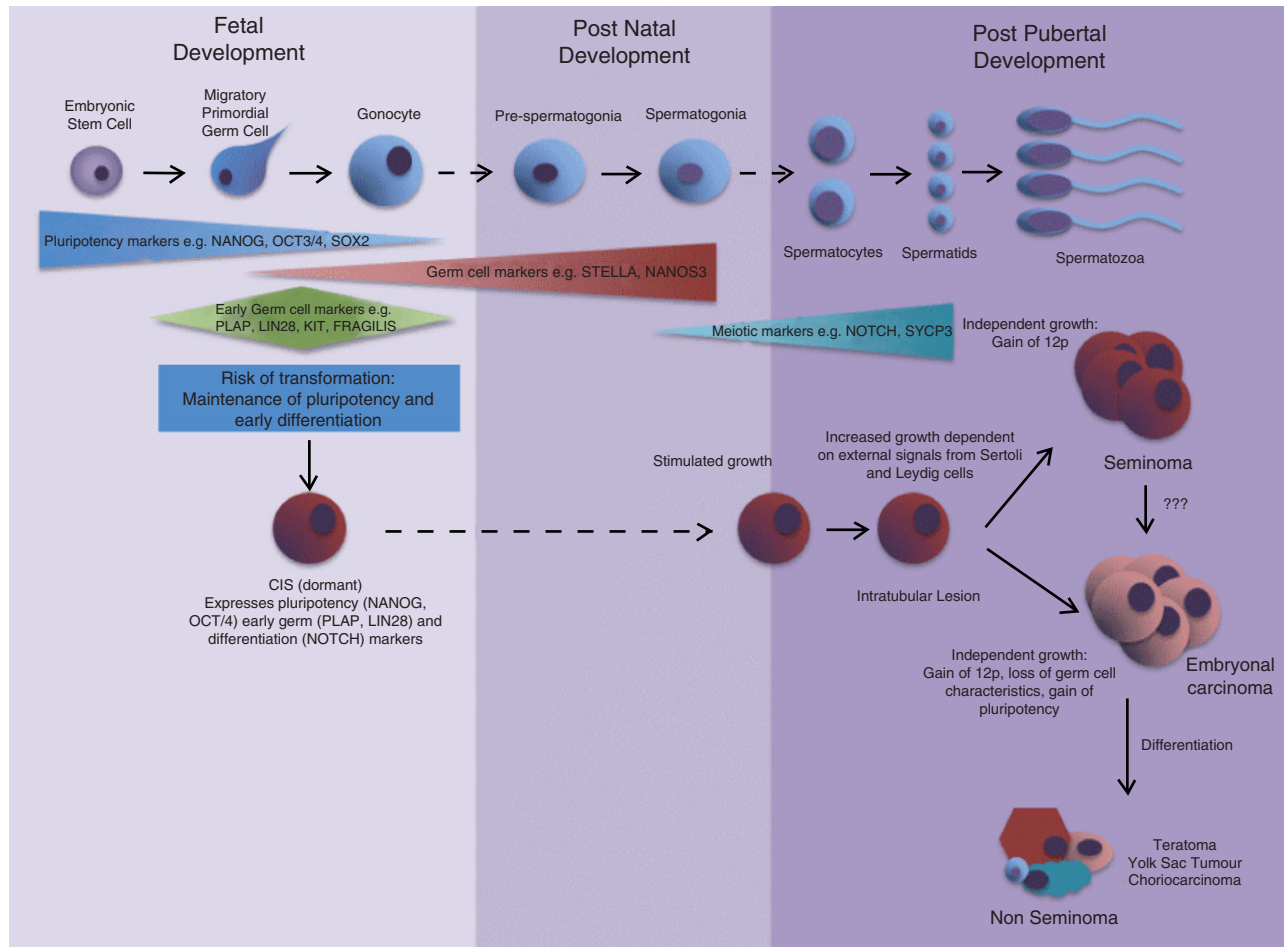 Fetal
Development
Post Natal
Development
Post Pubertal
Development
Embryonic
Stem Cell
Migratory
Primordial
Germ Cell
Gonocyte
Pre-spermatogonia
Spermatogonia
Spermatocytes
Spermatids
Spermatozoa
Pluripotency markers e.g. NANOG, OCT3/4, SOX2
Germ cell markers e.g. STELLA, NANOS3
Early Germ cell markers e.g.
PLAP, LIN28, KIT, FRAGILIS
Meiotic markers e.g. NOTCH, SYCP3
Independent growth:
Gain of 12p
Risk of transformation:
Maintenance of pluripotency and
early differentiation
Stimulated growth
Increased growth dependent
on external signals from Sertoli
and Leydig cells
Seminoma
???
CIS (dormant)
Expresses pluripotency (NANOG,
OCT/4) early germ (PLAP, LIN28) and
differentiation (NOTCH) markers
Intratubular Lesion
Independent growth:
Gain of 12p, loss of germ cell
characteristics, gain of
pluripotency
Embryonal
carcinoma
Differentiation
Teratoma
Yolk Sac Tumour
Choriocarcinoma
Non Seminoma